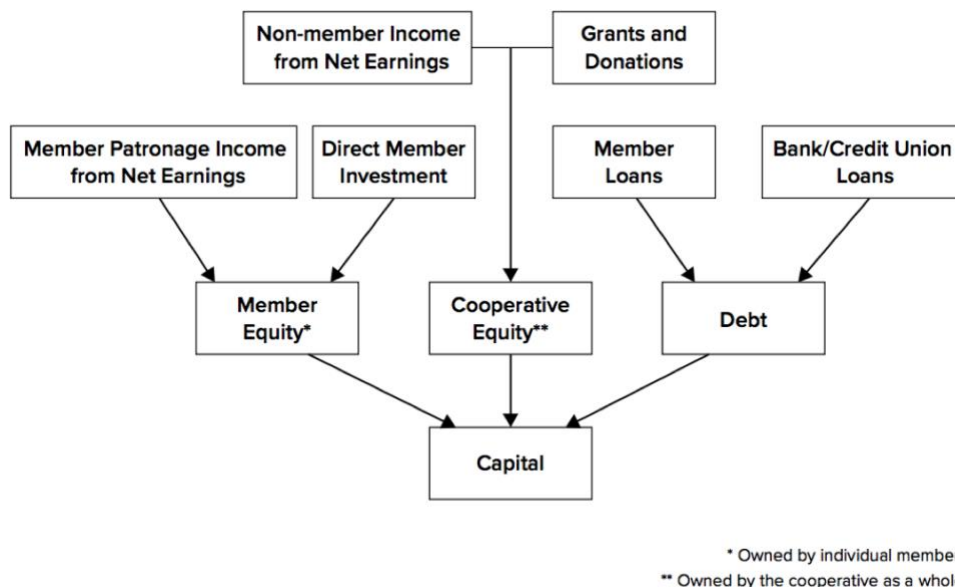 Non-member Income
from Net Earnings
Grants and
Donations
Member Patronage Income
from Net Earnings
Direct Member
Investment
Member
Loans
Bank/Credit Union
Loans
Member
Equity*
Cooperative
Equity**
Debt
Capital
* Owned by individual membe
** Owned by the cooperative as a whol